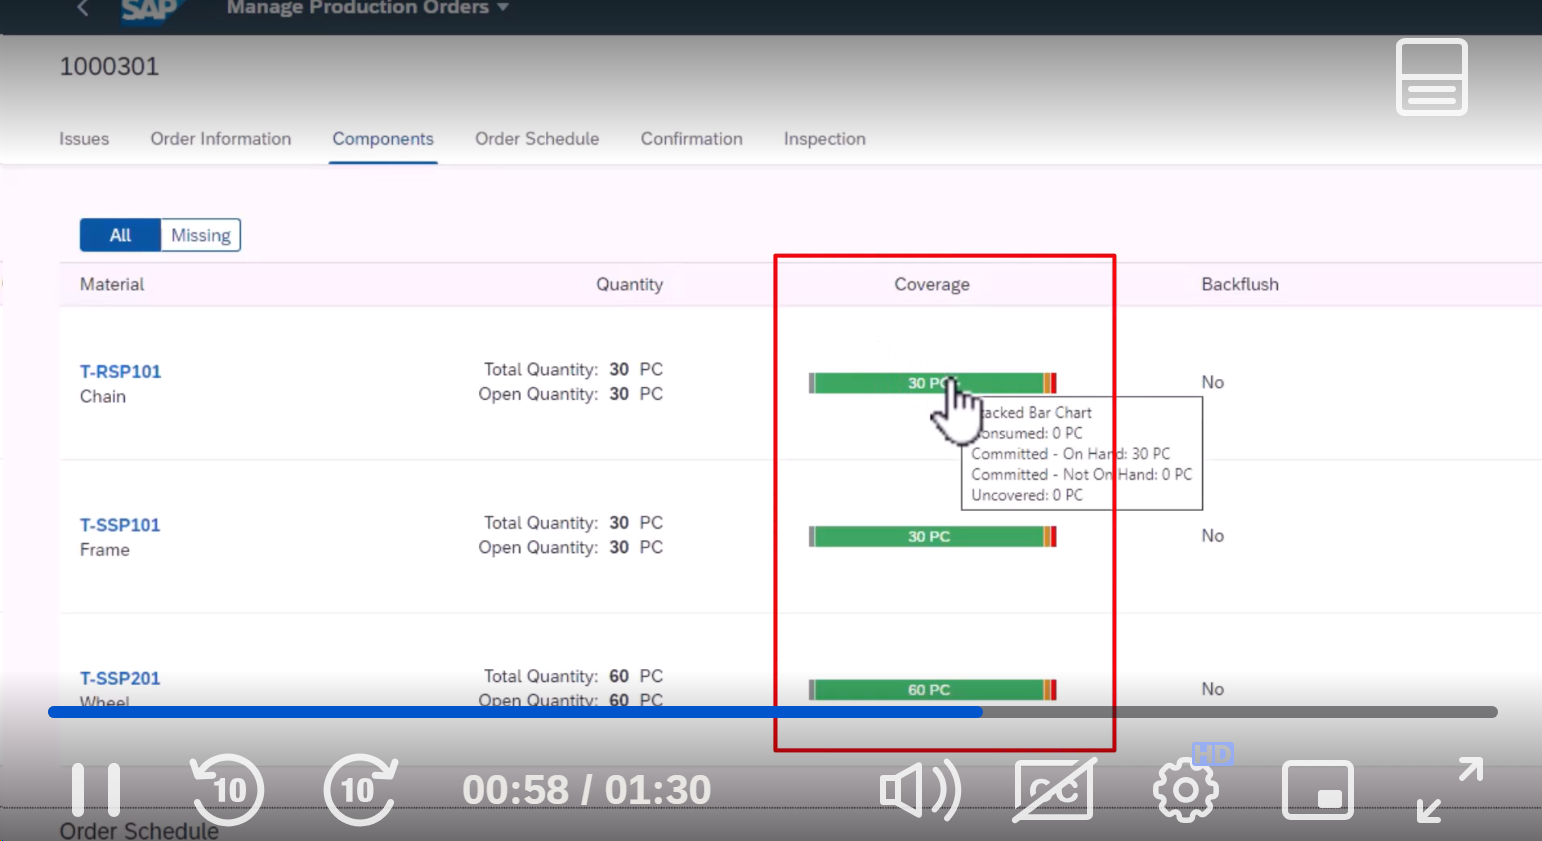 SAP Manage Production Orders
1000301
Issues Order Information Components Order Schedule Confirmation Inspection
All Missing
Material Quantity Coverage Backflush
T-RSP101
Chain
Total Quantity: 30 PC
Open Quantity: 30 PC
30 PC
No
acked Bar Chart
onsumed: 0 PC
Committed - On Hand: 30 PC
Committed - Not On Hand: 0 PC
Uncovered: 0 PC
T-SSP101
Frame
Total Quantity: 30 PC
Open Quantity: 30 PC
30 PC
No
T-SSP201
Wheel
Total Quantity: 60 PC
Open Quantity: 60 PC
60 PC
No
10
10
00:58 / 01:30
CC
HD
Order Schedule